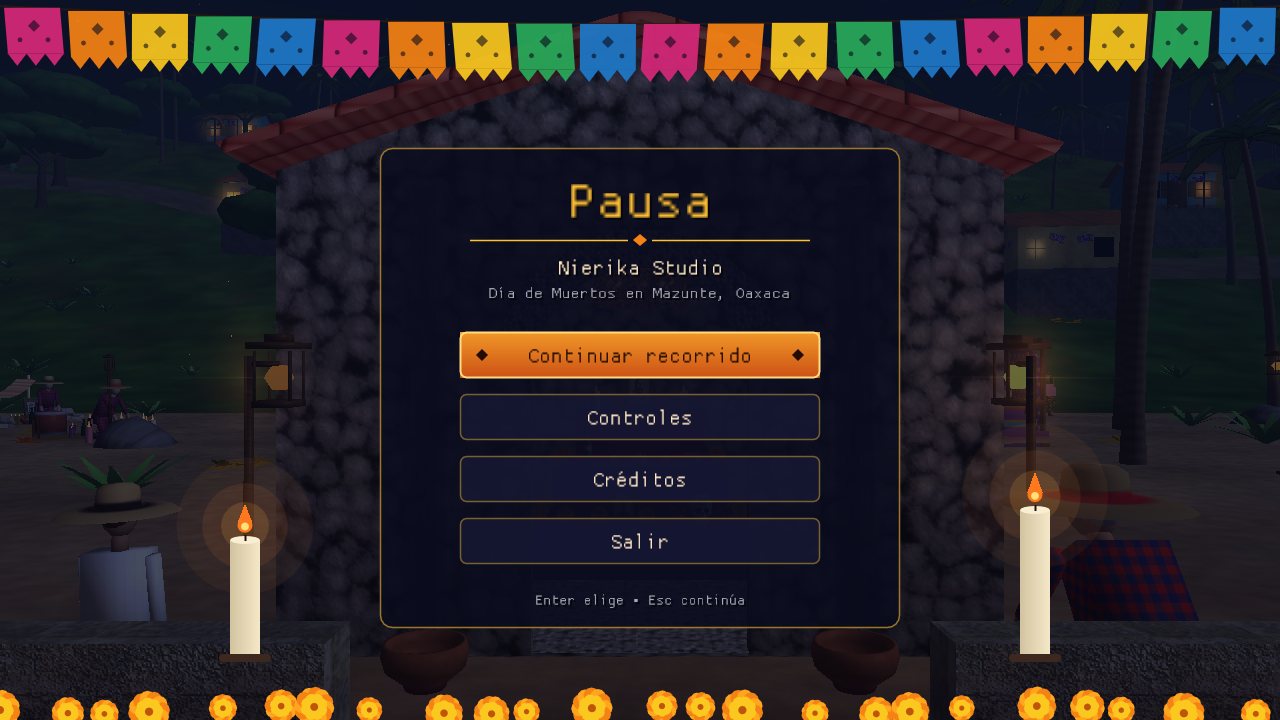 Pausa
Nierika Studio
Día de Muertos en Mazunte, Oaxaca
Continuar recorrido
Controles
Créditos
Salir
Enter elige • Esc continúa